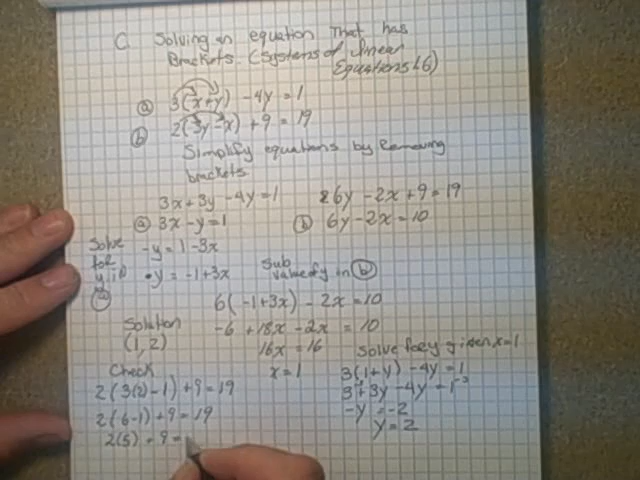 C. Solving an equation That has
Brackets. (Systems of linear
Equations L6)
(a) 3(x+y) -4y = 1
(b) 2(3y-x) + 9 = 19
Simplify equations by Removing
brackets
3x+3y -4y = 1
6y -2x + 9 = 19
(a) 3x - y = 1
(b) 6y - 2x = 10
Solve for y in (a)
-y = 1 - 3x
y = -1 + 3x
Sub value of y in (b)
6(-1+3x) - 2x = 10
-6 + 18x - 2x = 10
16x = 16
x = 1
Solution
(1, 2)
Solve for y given x = 1
3(1+y) -4y = 1
3 + 3y -4y = 1 -3
-y = -2
y = 2
Check
2(3(2) - 1) + 9 = 19
2(6-1) + 9 = 19
2(5) + 9 =